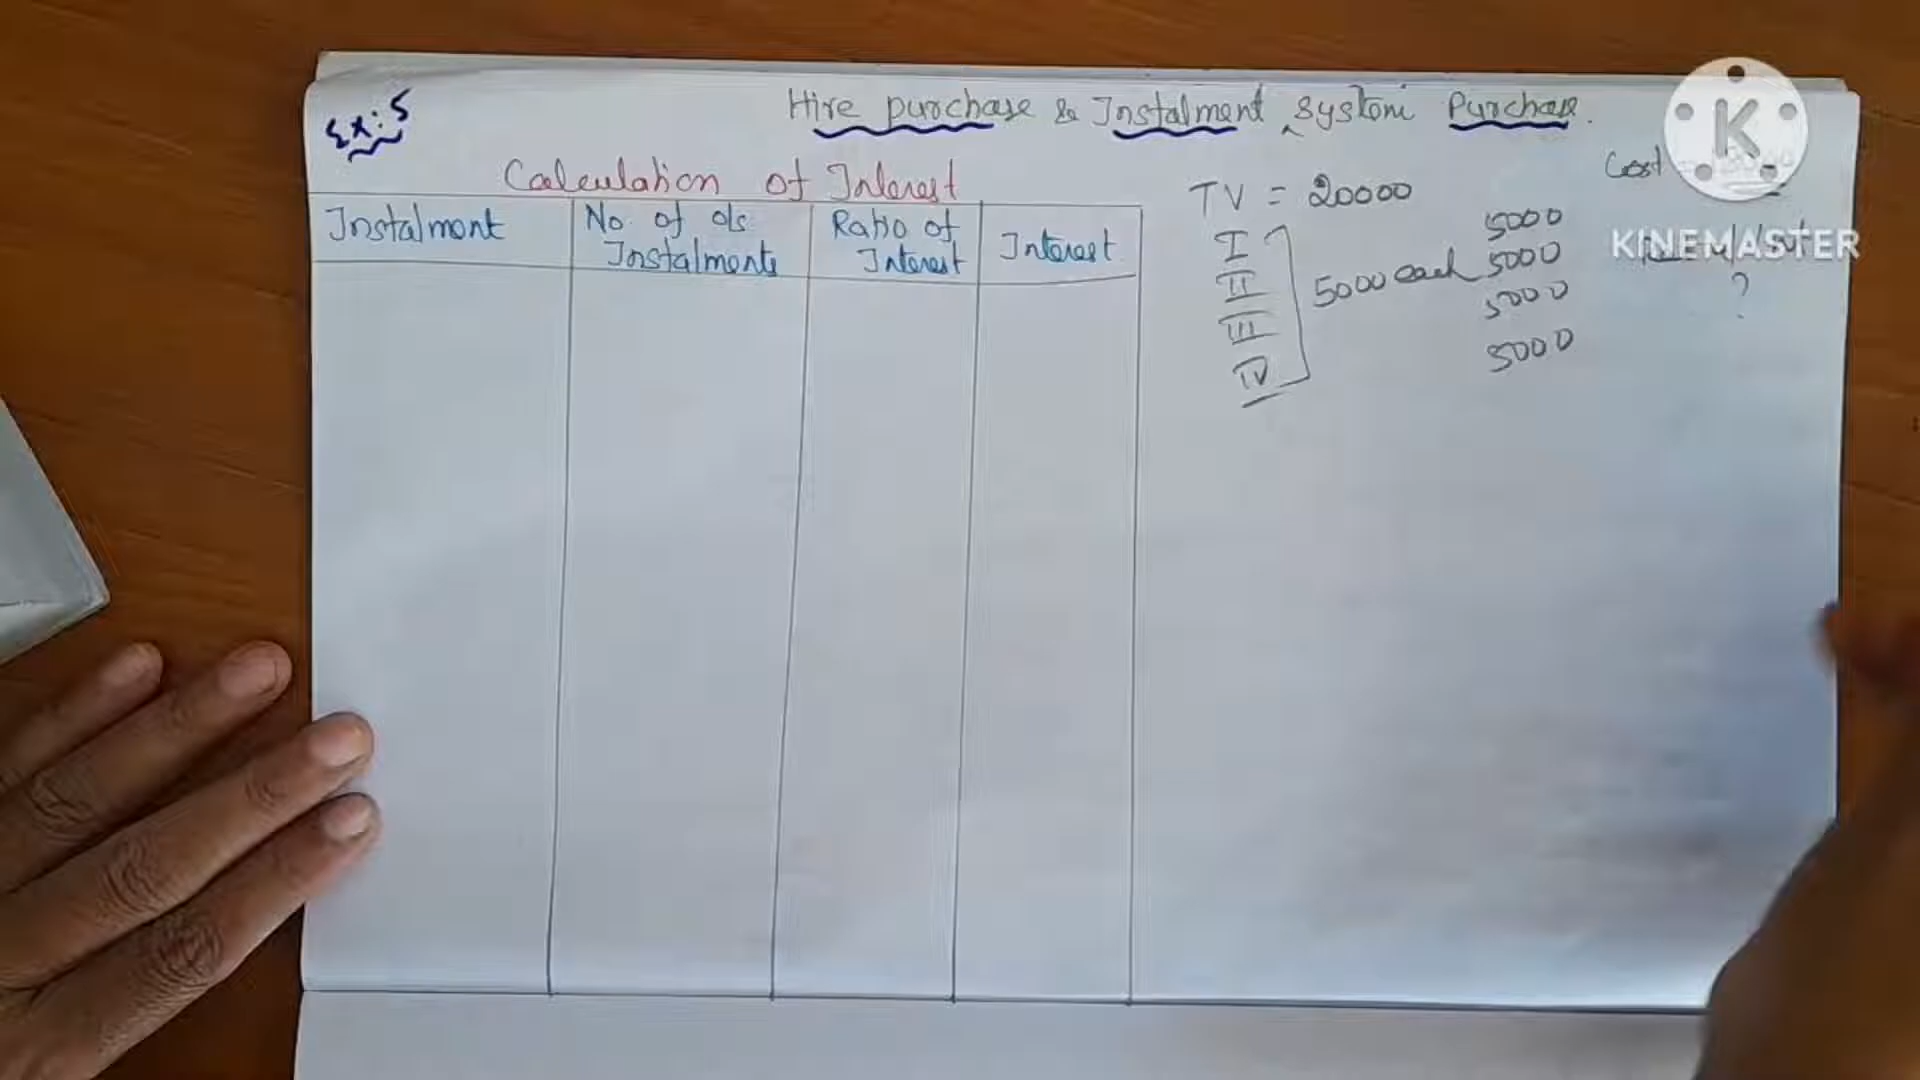 Ex: 5
Hire purchase & Instalment System Purchase.
Calculation of Interest
Instalment
No. of o/s Instalments
Ratio of Interest
Interest
TV = 20000
I
II
III
IV
5000 each
5000
5000
5000
5000
Cost
?
KINEMASTER